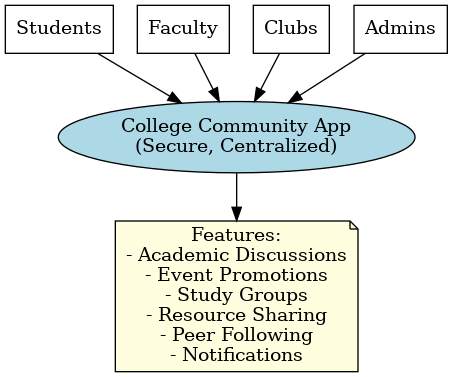 Students
Faculty
Clubs
Admins
College Community App
(Secure, Centralized)
Features:
- Academic Discussions
- Event Promotions
- Study Groups
- Resource Sharing
- Peer Following
- Notifications